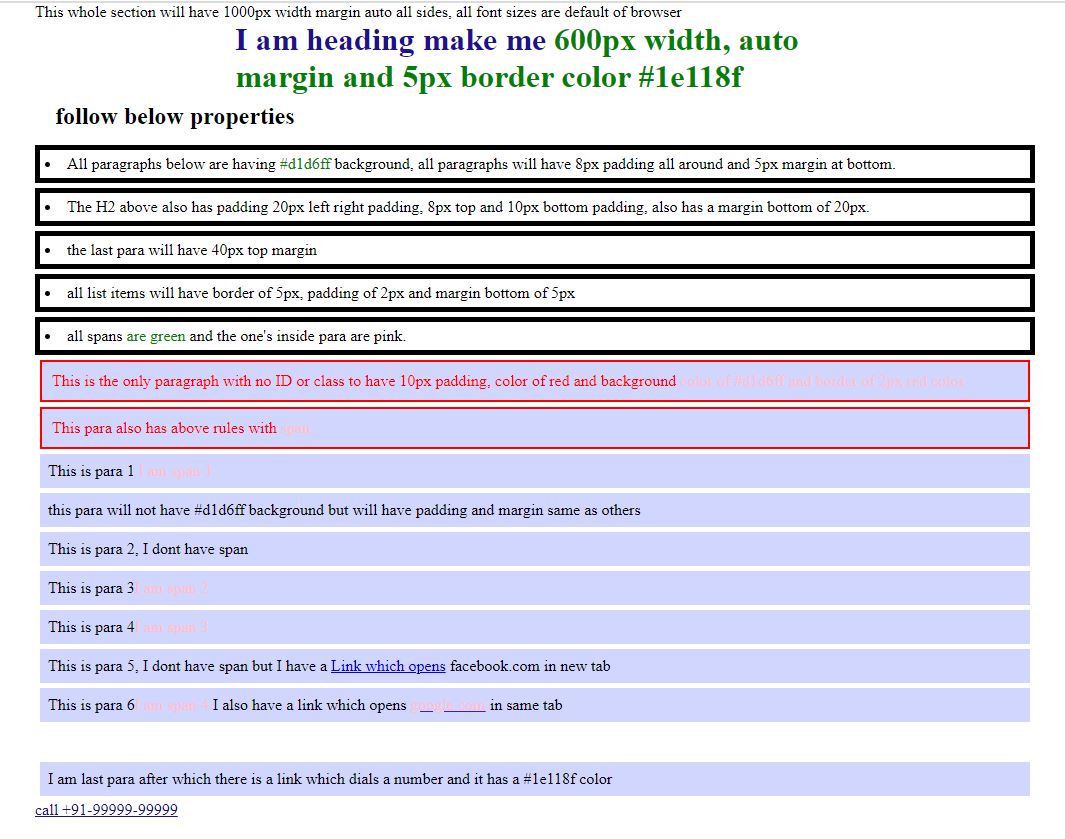 This whole section will have 1000px width margin auto all sides, all font sizes are default of browser
I am heading make me 600px width, auto
margin and 5px border color #1e118f
follow below properties
All paragraphs below are having #d1d6ff background, all paragraphs will have 8px padding all around and 5px margin at bottom.
The H2 above also has padding 20px left right padding, 8px top and 10px bottom padding, also has a margin bottom of 20px.
the last para will have 40px top margin
all list items will have border of 5px, padding of 2px and margin bottom of 5px
all spans are green and the one's inside para are pink.
This is the only paragraph with no ID or class to have 10px padding, color of red and background color of #d1d6ff and border of 2px red color
This para also has above rules with span
This is para 1 I am span 1
this para will not have #d1d6ff background but will have padding and margin same as others
This is para 2, I dont have span
This is para 3I am span 2
This is para 4I am span 3
This is para 5, I dont have span but I have a Link which opens facebook.com in new tab
This is para 6I am span 4 I also have a link which opens google.com in same tab
I am last para after which there is a link which dials a number and it has a #1e118f color
call +91-99999-99999